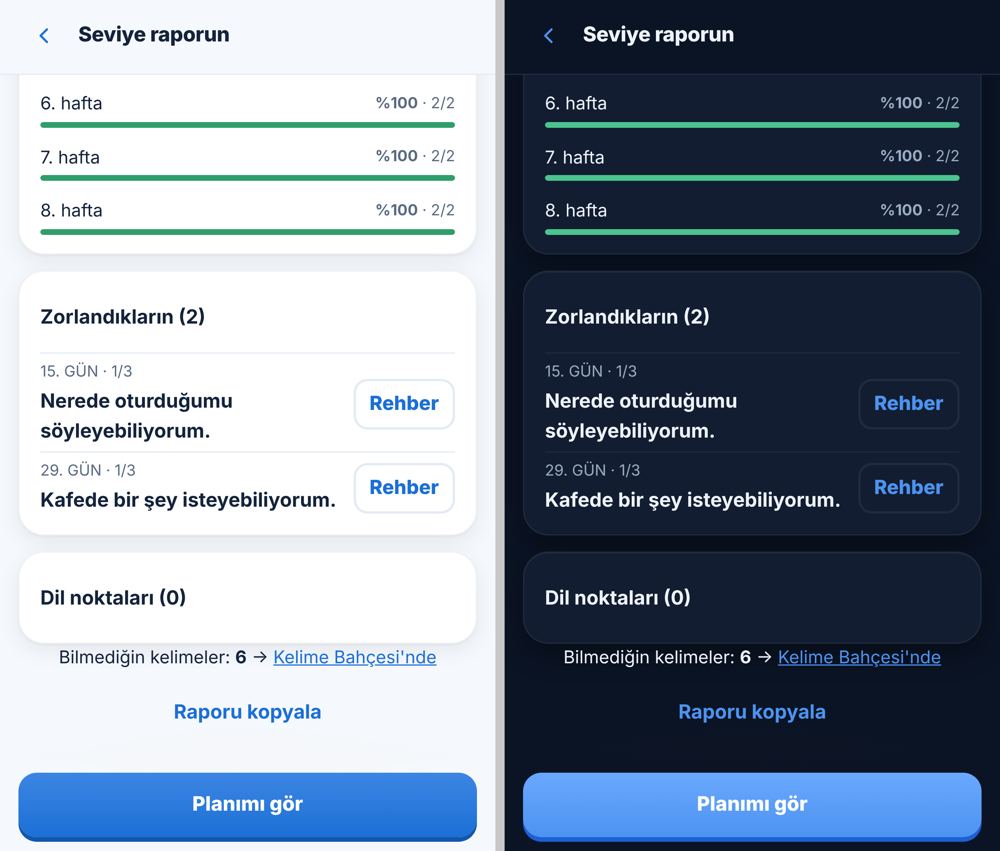 Seviye raporun
6. hafta
%100 · 2/2
7. hafta
%100 · 2/2
8. hafta
%100 · 2/2
Zorlandıkların (2)
15. GÜN · 1/3
Nerede oturduğumu
söyleyebiliyorum.
Rehber
29. GÜN · 1/3
Kafede bir şey isteyebiliyorum.
Rehber
Dil noktaları (0)
Bilmediğin kelimeler: 6 → Kelime Bahçesi'nde
Raporu kopyala
Planımı gör
Seviye raporun
6. hafta
%100 · 2/2
7. hafta
%100 · 2/2
8. hafta
%100 · 2/2
Zorlandıkların (2)
15. GÜN · 1/3
Nerede oturduğumu
söyleyebiliyorum.
Rehber
29. GÜN · 1/3
Kafede bir şey isteyebiliyorum.
Rehber
Dil noktaları (0)
Bilmediğin kelimeler: 6 → Kelime Bahçesi'nde
Raporu kopyala
Planımı gör